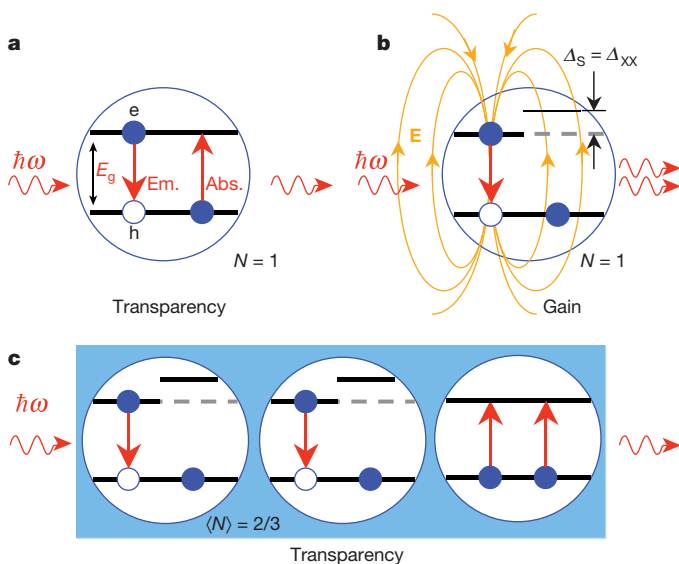 a
e
ħω
E_g
Em.
Abs.
h
N = 1
Transparency
b
Δ_S = Δ_XX
E
ħω
N = 1
Gain
c
ħω
⟨N⟩ = 2/3
Transparency